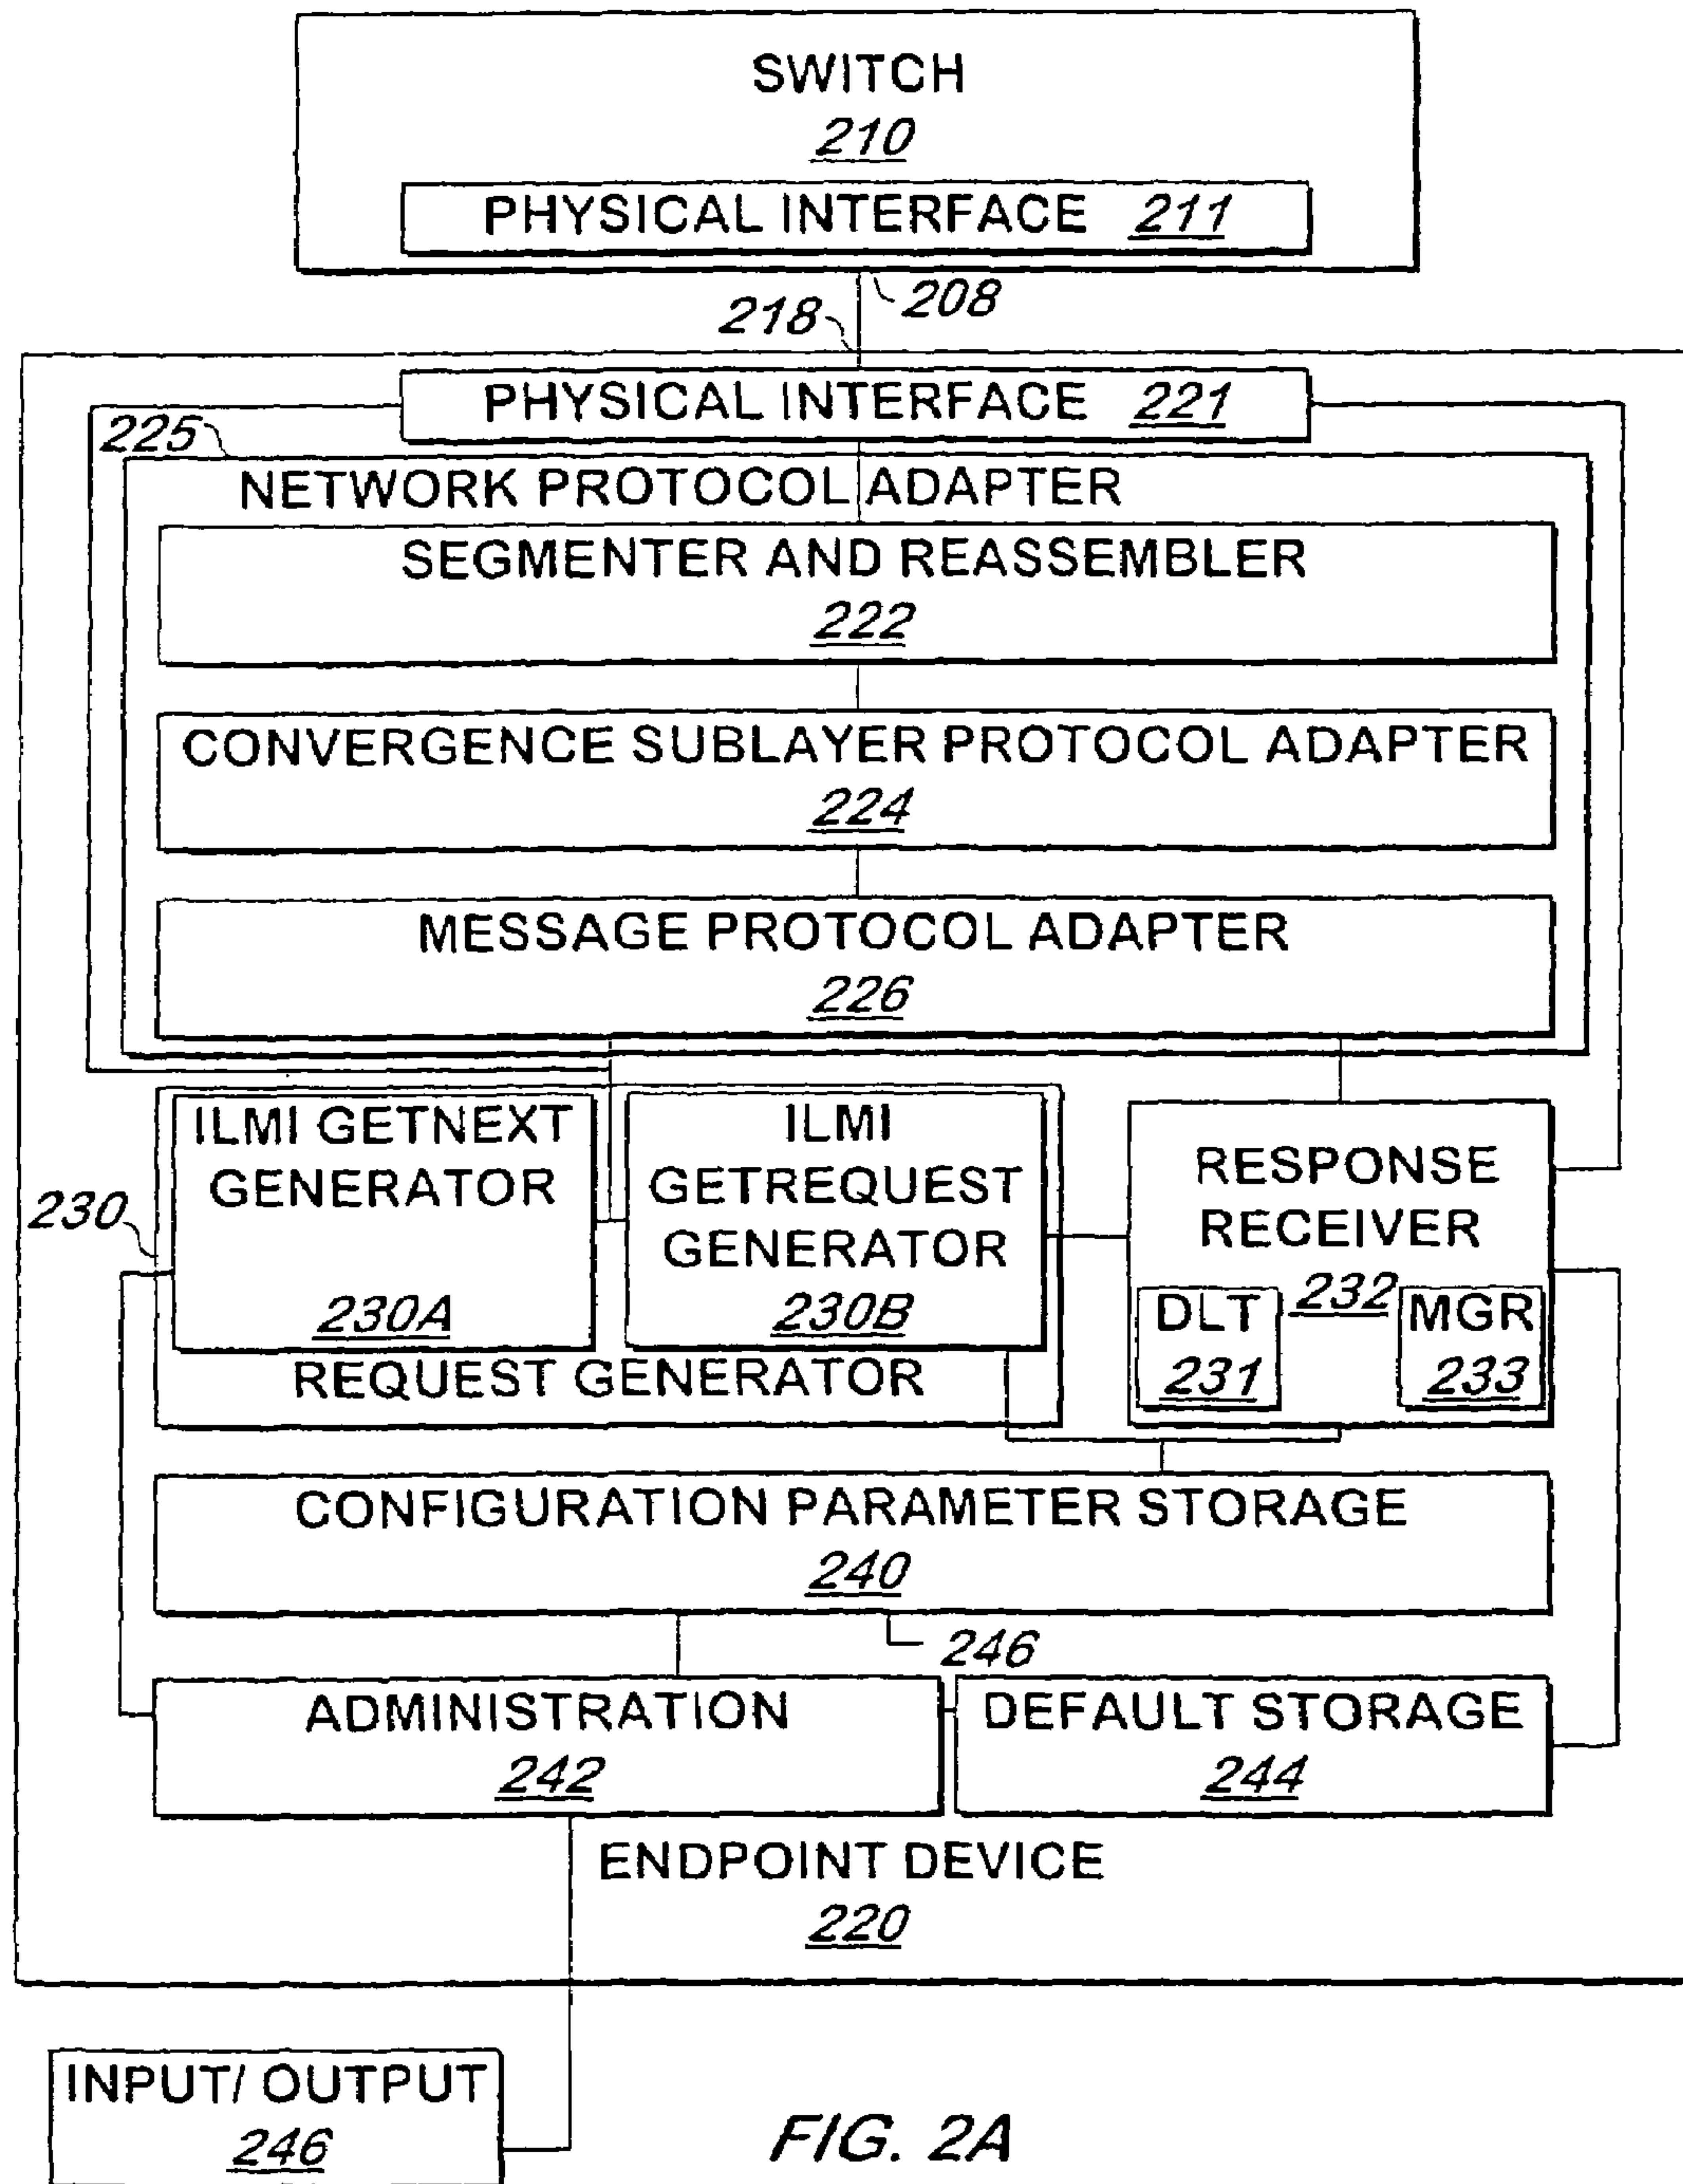 SWITCH
210
PHYSICAL INTERFACE 211
208
218
PHYSICAL INTERFACE 221
225
NETWORK PROTOCOL ADAPTER
SEGMENTER AND REASSEMBLER
222
CONVERGENCE SUBLAYER PROTOCOL ADAPTER
224
MESSAGE PROTOCOL ADAPTER
226
230
ILMI GETNEXT
GENERATOR
230A
ILMI
GETREQUEST
GENERATOR
230B
REQUEST GENERATOR
RESPONSE
RECEIVER
232
DLT
231
MGR
233
CONFIGURATION PARAMETER STORAGE
240
246
ADMINISTRATION
242
DEFAULT STORAGE
244
ENDPOINT DEVICE
220
INPUT/ OUTPUT
246
FIG. 2A